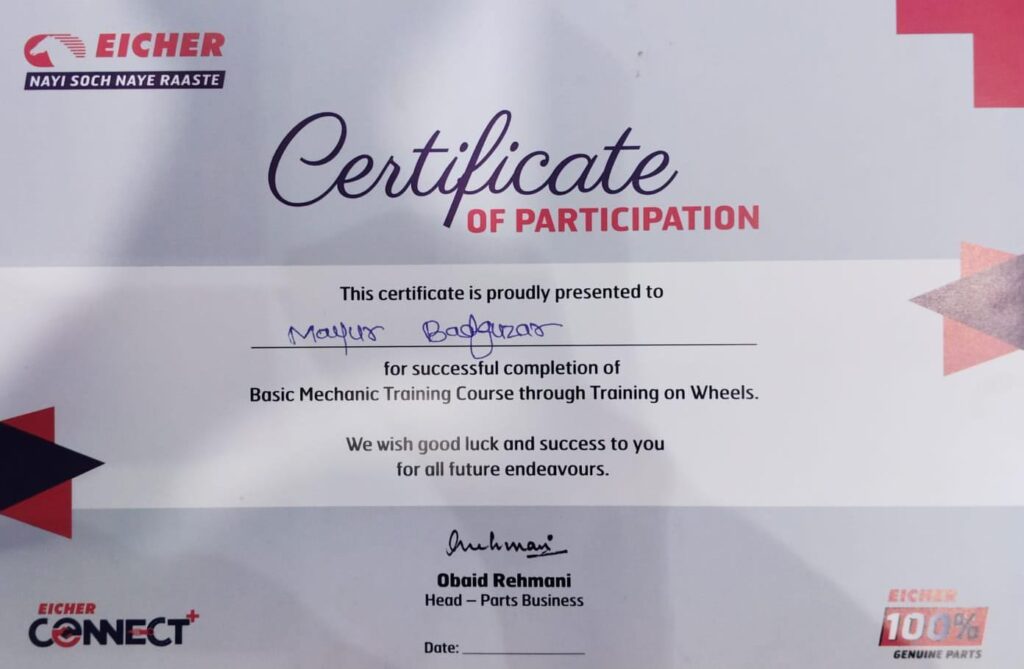 EICHER
NAYI SOCH NAYE RAASTE
Certificate
OF PARTICIPATION
This certificate is proudly presented to
Mayur Badguzar
for successful completion of
Basic Mechanic Training Course through Training on Wheels.
We wish good luck and success to you
for all future endeavours.
Obaid Rehmani
Head – Parts Business
Date:
EICHER
CONNECT+
EICHER
100%
GENUINE PARTS